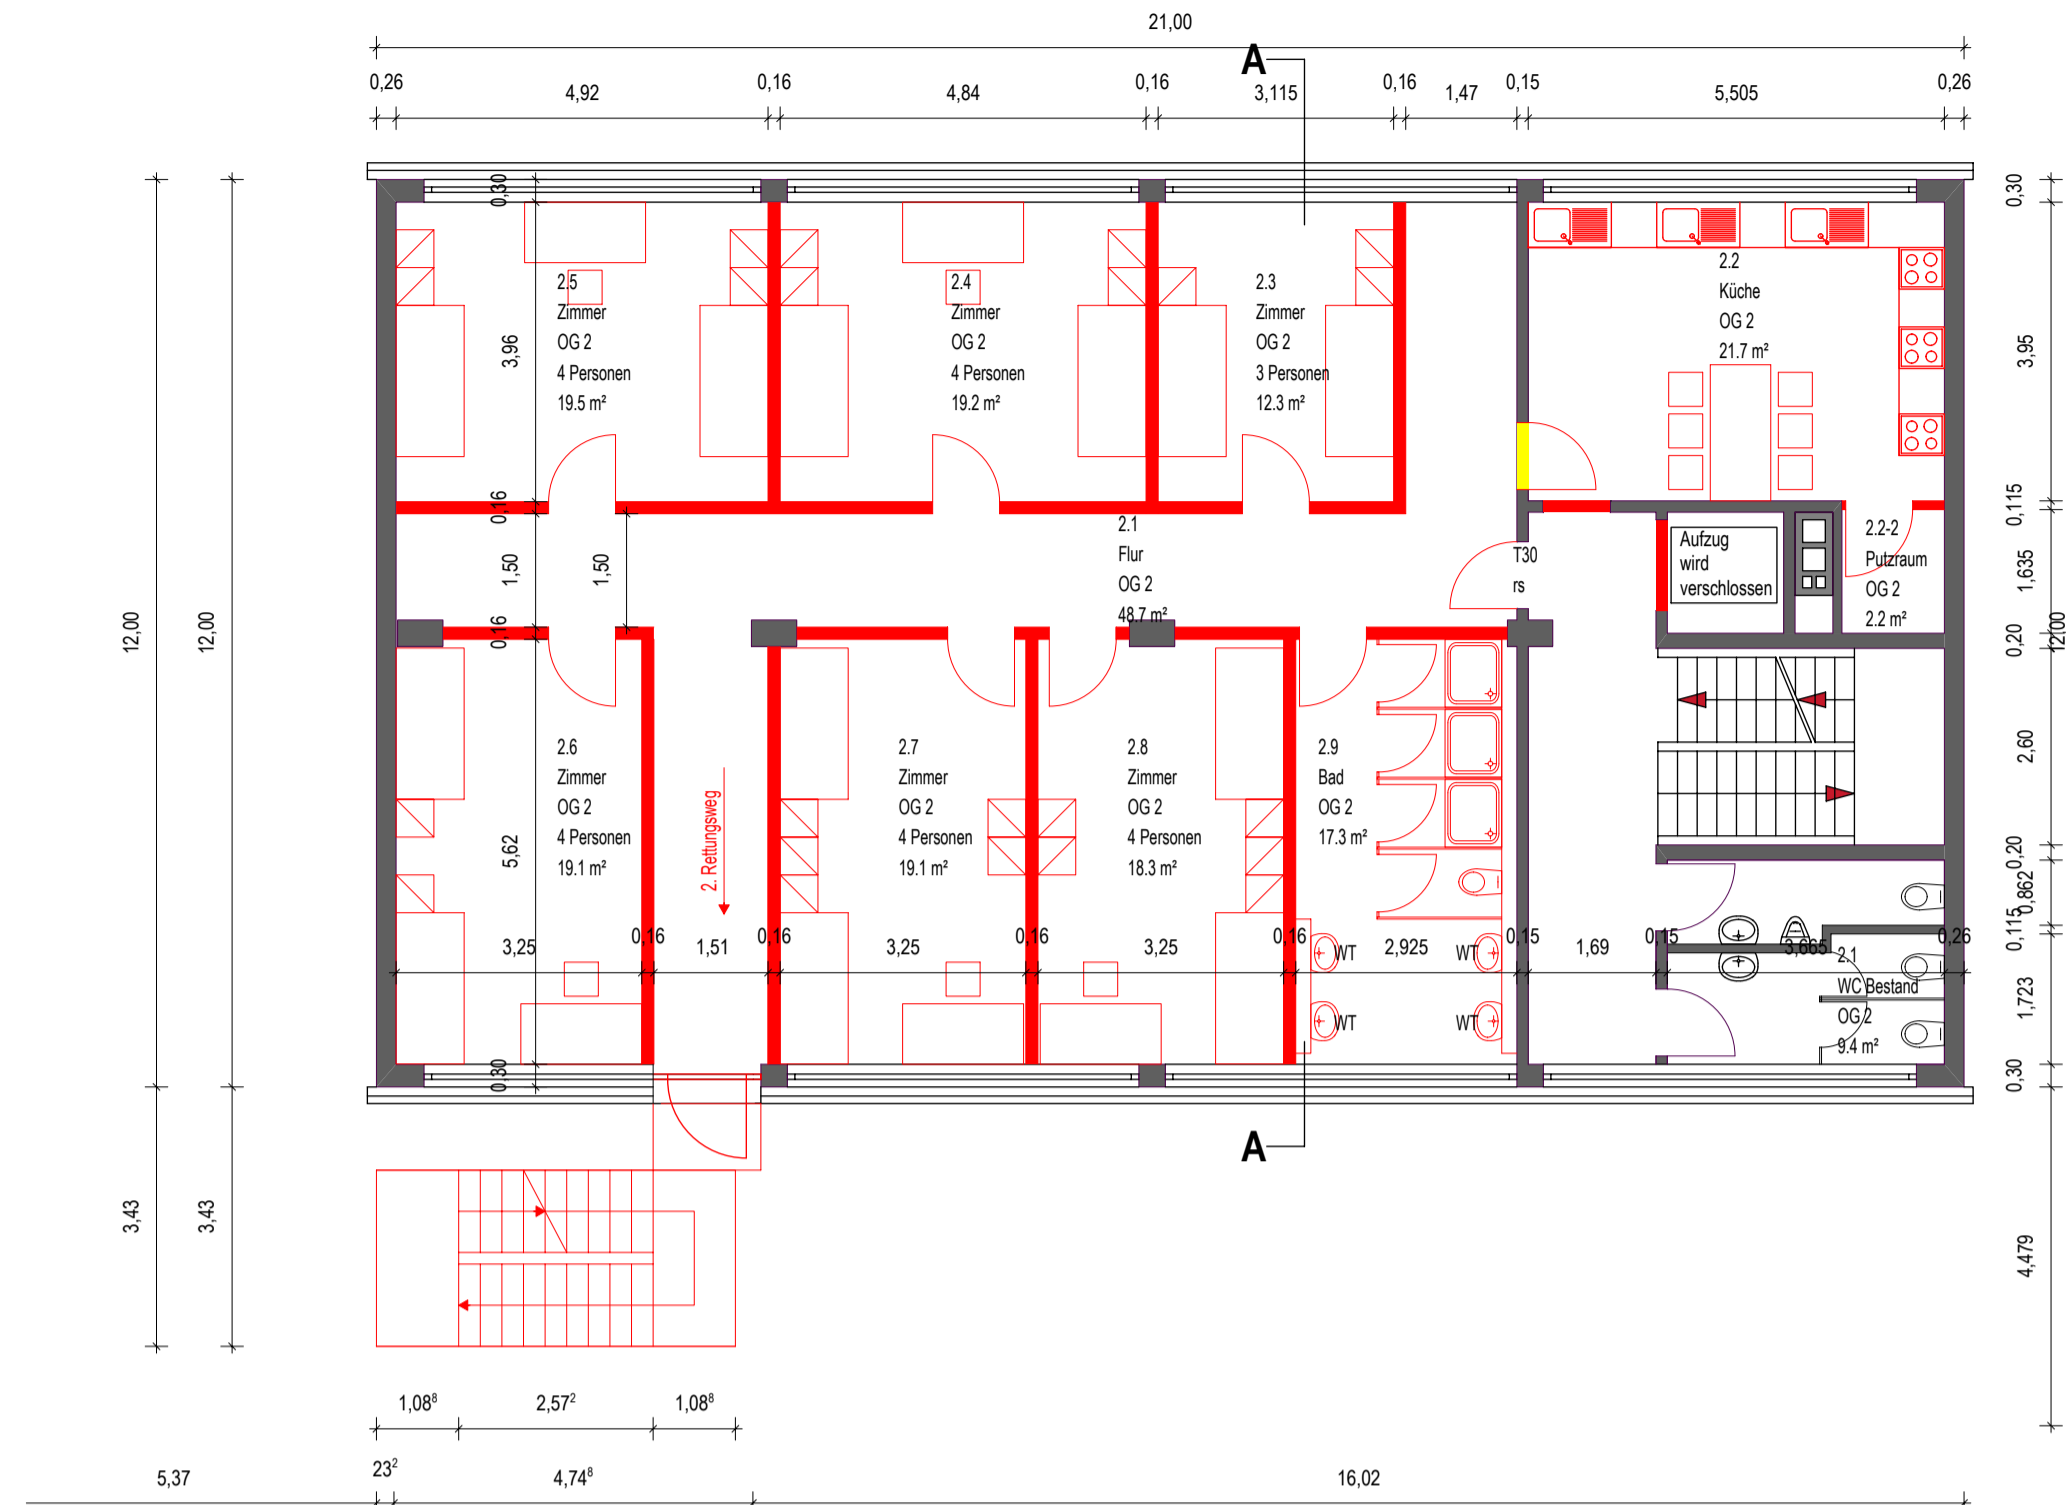 21,00
A
0,26
4,92
0,16
4,84
0,16
3,115
0,16
1,47
0,15
5,505
0,26
0,30
2.5
Zimmer
OG 2
4 Personen
19.5 m²
2.4
Zimmer
OG 2
4 Personen
19.2 m²
2.3
Zimmer
OG 2
3 Personen
12.3 m²
2.2
Küche
OG 2
21.7 m²
0,30
3,96
3,95
0,16
0,115
1,50
1,50
2.1
Flur
OG 2
48.7 m²
T30
rs
Aufzug
wird
verschlossen
2.2-2
Putzraum
OG 2
2.2 m²
1,635
12,00
12,00
0,16
0,20
12,00
2.6
Zimmer
OG 2
4 Personen
19.1 m²
2. Rettungsweg
2.7
Zimmer
OG 2
4 Personen
19.1 m²
2.8
Zimmer
OG 2
4 Personen
18.3 m²
2.9
Bad
OG 2
17.3 m²
2,60
5,62
0,20
0,862
0,115
3,25
0,16
1,51
0,16
3,25
0,16
3,25
0,16
WT
2,925
WT
0,15
1,69
0,15
3,665
0,26
2.1
WC Bestand
OG 2
9.4 m²
WT
WT
1,723
0,30
0,30
A
3,43
3,43
4,479
1,08⁸
2,57²
1,08⁸
5,37
23²
4,74⁸
16,02